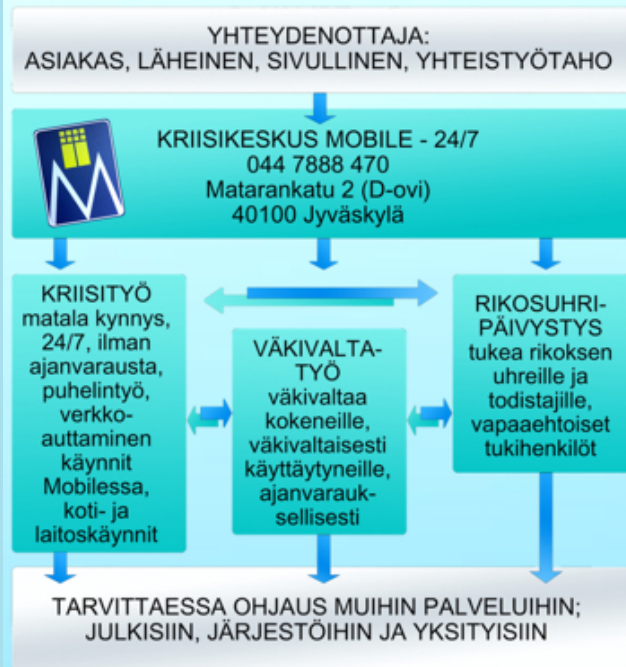 YHTEYDENOTTAJA:
ASIAKAS, LÄHEINEN, SIVULLINEN, YHTEISTYÖTAHO
KRIISIKESKUS MOBILE - 24/7
044 7888 470
Matarankatu 2 (D-ovi)
40100 Jyväskylä
KRIISITYÖ
matala kynnys,
24/7, ilman
ajanvarausta,
puhelintyö,
verkko-
auttaminen
käynnit
Mobilessa,
koti- ja
laitoskäynnit
VÄKIVALTA-
TYÖ
väkivaltaa
kokeneille,
väkivaltaisesti
käyttäytyneille,
ajanvarauk-
sellisesti
RIKOSUHRI-
PÄIVYSTYS
tukea rikoksen
uhreille ja
todistajille,
vapaaehtoiset
tukihenkilöt
TARVITTAESSA OHJAUS MUIHIN PALVELUIHIN;
JULKISIIN, JÄRJESTÖIHIN JA YKSITYISIIN